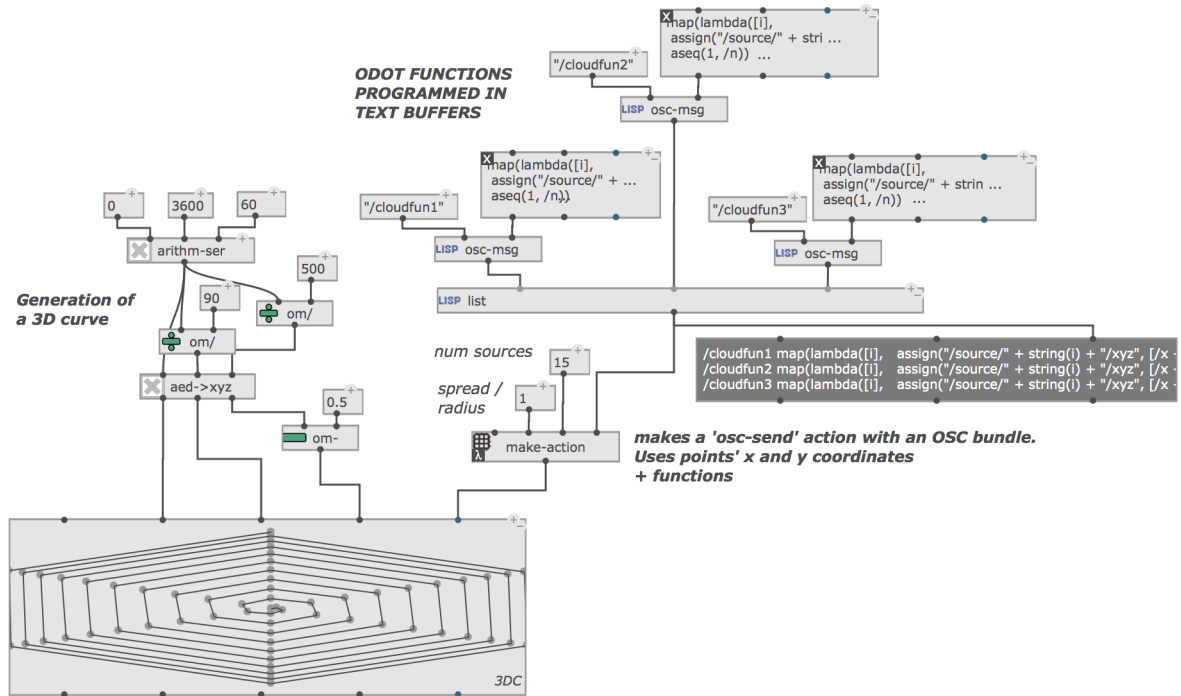 map(lambda([i],
assign("/source/" + stri ...
aseq(1, /n))  ...
"/cloudfun2"
ODOT FUNCTIONS
PROGRAMMED IN
TEXT BUFFERS
LISP osc-msg
map(lambda([i],
assign("/source/" + ...
aseq(1, /n)) ...
map(lambda([i],
assign("/source/" + strin ...
aseq(1, /n))  ...
0
3600
60
"/cloudfun1"
"/cloudfun3"
arithm-ser
LISP osc-msg
LISP osc-msg
500
Generation of
a 3D curve
90
om/
LISP list
om/
num sources
15
/cloudfun1 map(lambda([i],   assign("/source/" + string(i) + "/xyz", [/x -
/cloudfun2 map(lambda([i],   assign("/source/" + string(i) + "/xyz", [/x -
/cloudfun3 map(lambda([i],   assign("/source/" + string(i) + "/xyz", [/x -
aed->xyz
spread /
radius
1
0.5
om-
λ make-action
makes a 'osc-send' action with an OSC bundle.
Uses points' x and y coordinates
+ functions
3DC